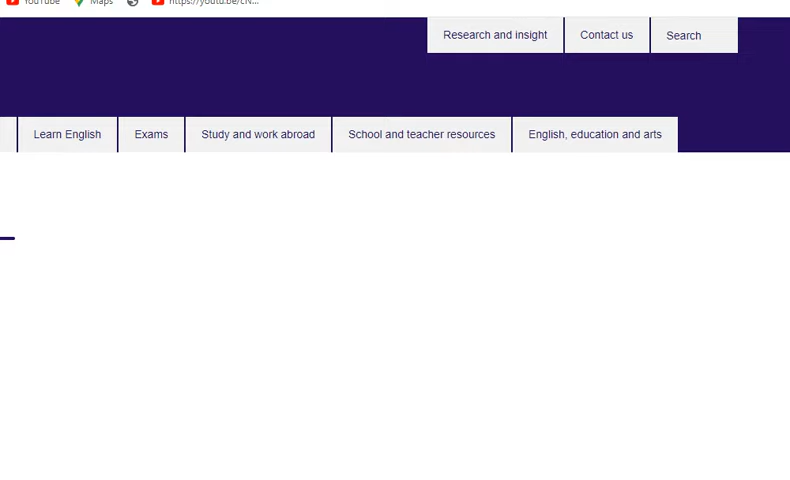 YouTube Maps https://youtu.be/cN...
Research and insight Contact us Search
Learn English Exams Study and work abroad School and teacher resources English, education and arts